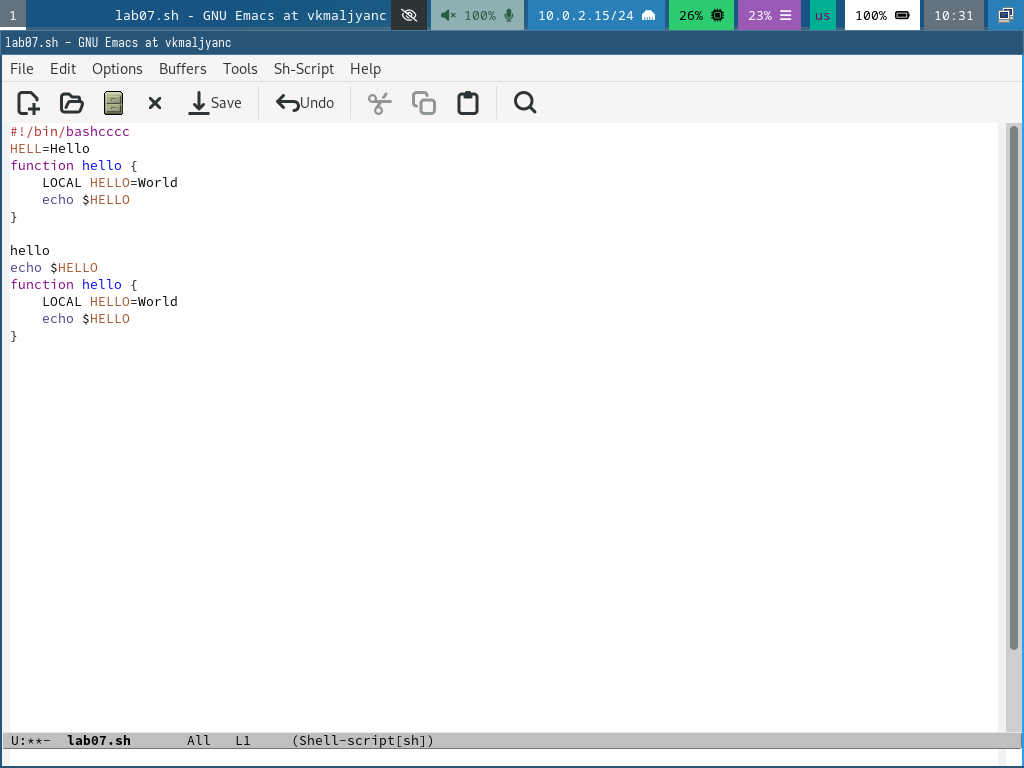 1 lab07.sh - GNU Emacs at vkmaljyanc 100% 10.0.2.15/24 26% 23% us 100% 10:31
lab07.sh - GNU Emacs at vkmaljyanc
File Edit Options Buffers Tools Sh-Script Help
Save Undo
#!/bin/bashcccc
HELL=Hello
function hello {
    LOCAL HELLO=World
    echo $HELLO
}
hello
echo $HELLO
function hello {
    LOCAL HELLO=World
    echo $HELLO
}
U:**- lab07.sh All L1 (Shell-script[sh])